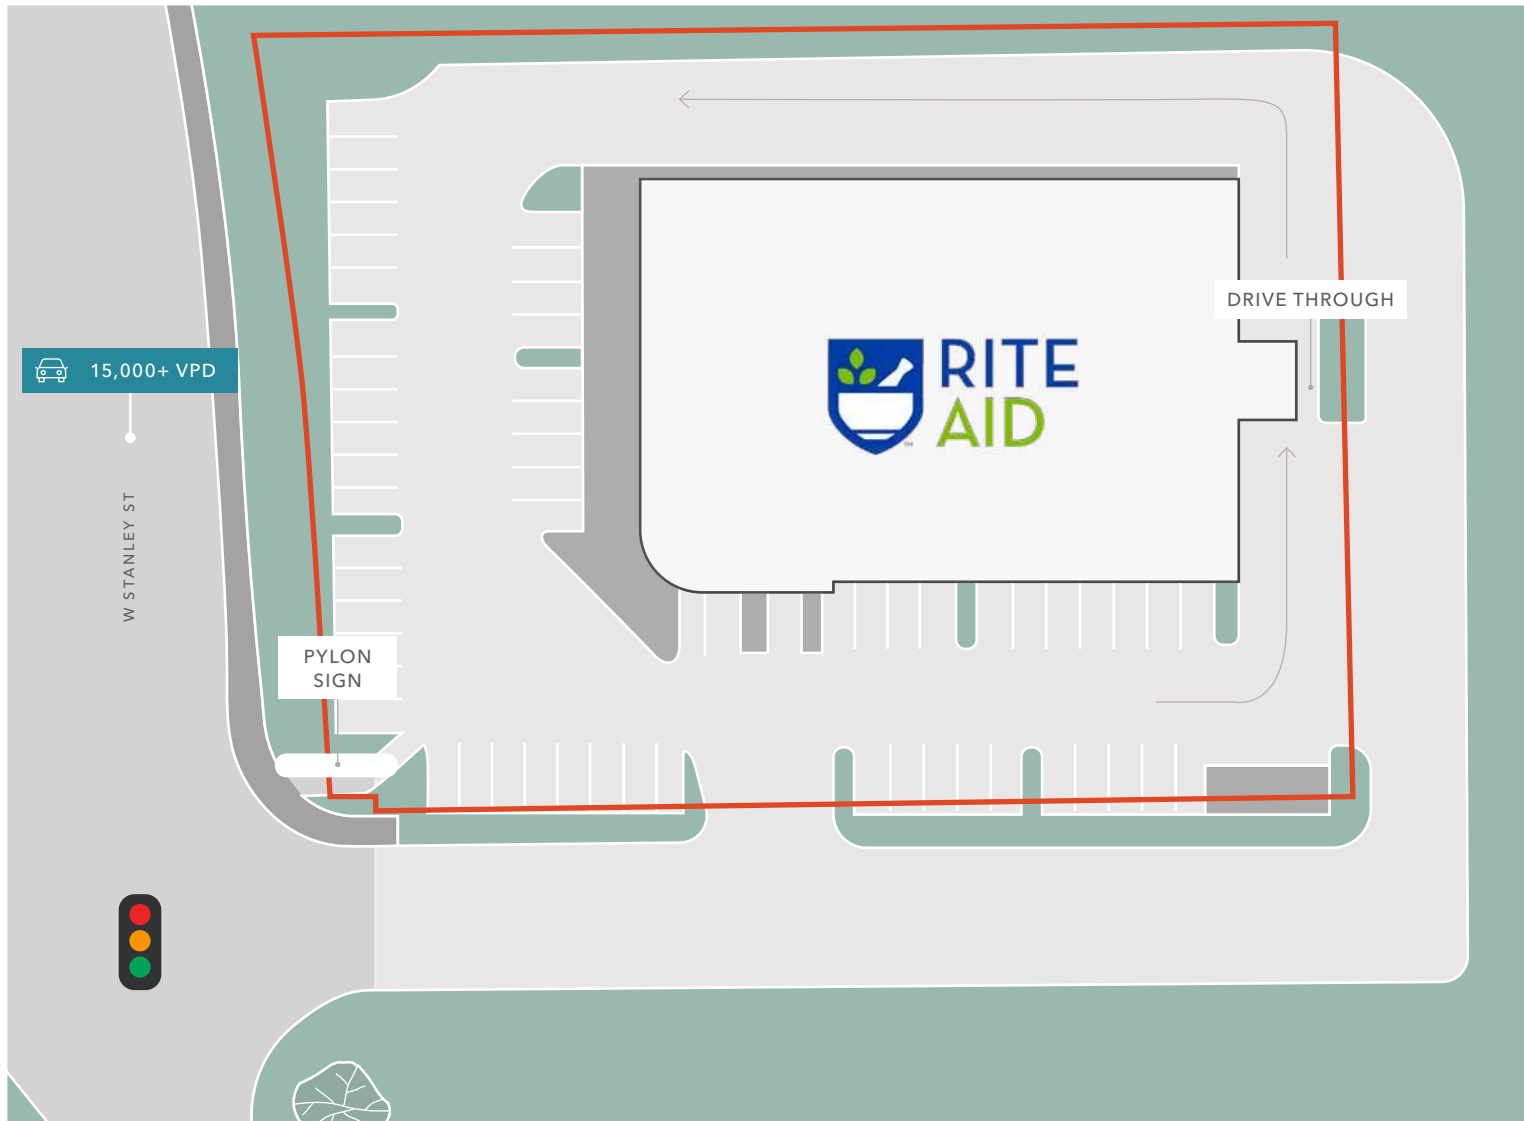 DRIVE THROUGH
RITE
AID
15,000+ VPD
W STANLEY ST
PYLON
SIGN